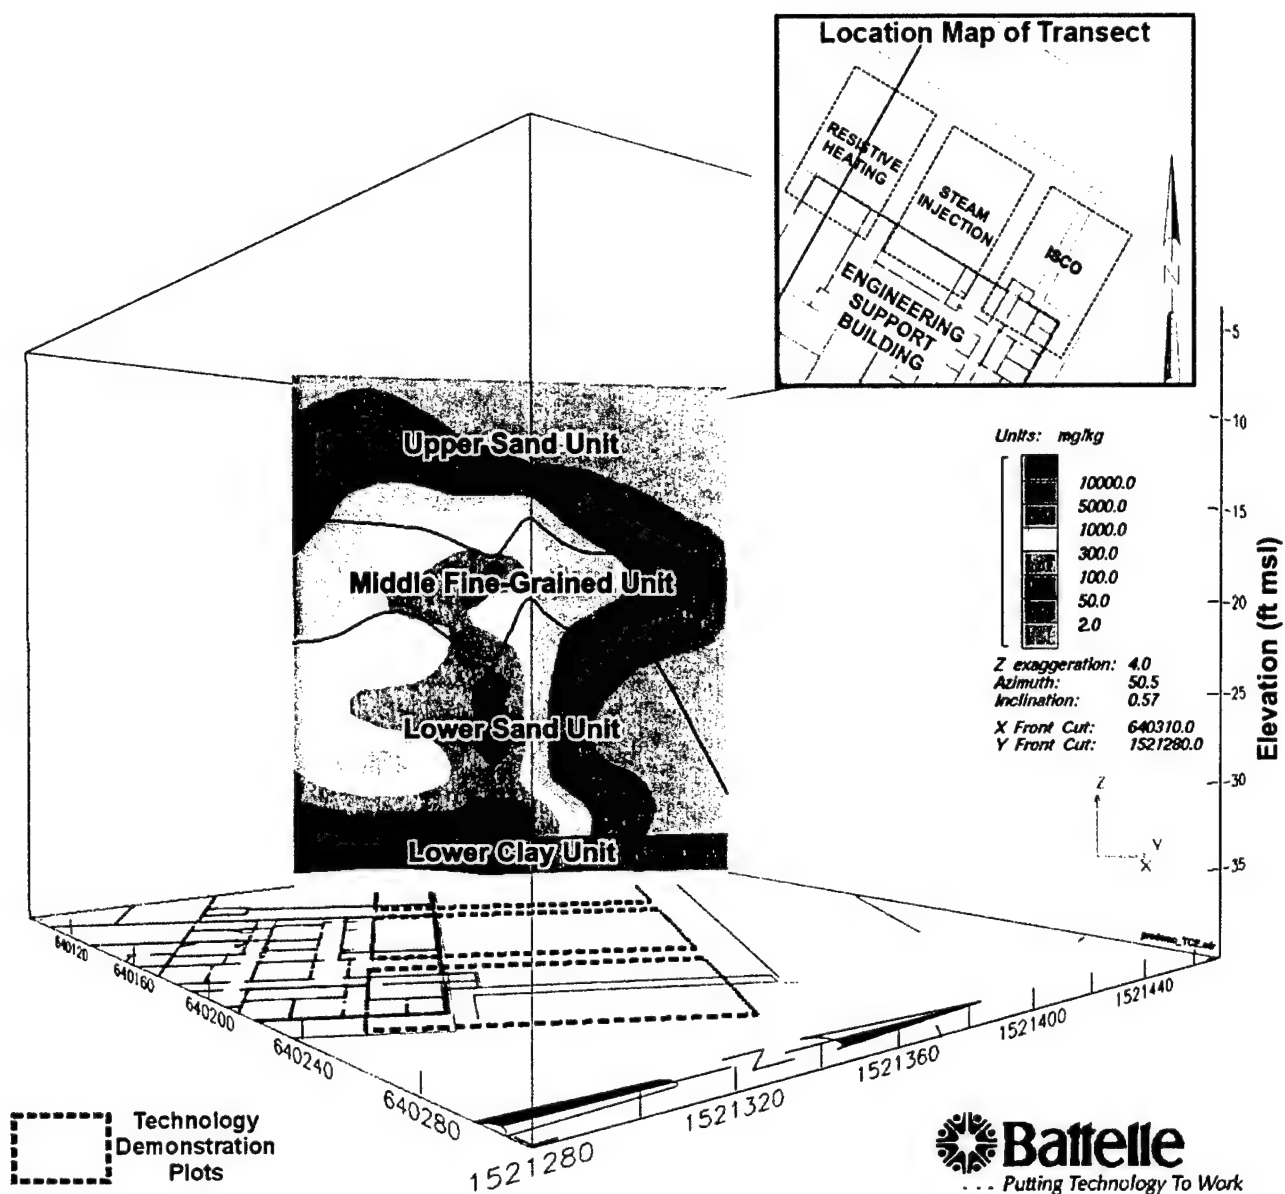 Location Map of Transect
RESISTIVE
HEATING
STEAM
INJECTION
ISCO
ENGINEERING
SUPPORT
BUILDING
N
Upper Sand Unit
Middle Fine-Grained Unit
Lower Sand Unit
Lower Clay Unit
Units: mg/kg
10000.0
5000.0
1000.0
300.0
100.0
50.0
2.0
Z exaggeration: 4.0
Azimuth: 50.5
Inclination: 0.57
X Front Cut: 640310.0
Y Front Cut: 1521280.0
Z
Y
X
-5
-10
-15
-20
-25
-30
-35
Elevation (ft msl)
640120
640160
640200
640240
640280
1521280
1521320
1521360
1521400
1521440
N
Technology
Demonstration
Plots
Battelle
. . . Putting Technology To Work